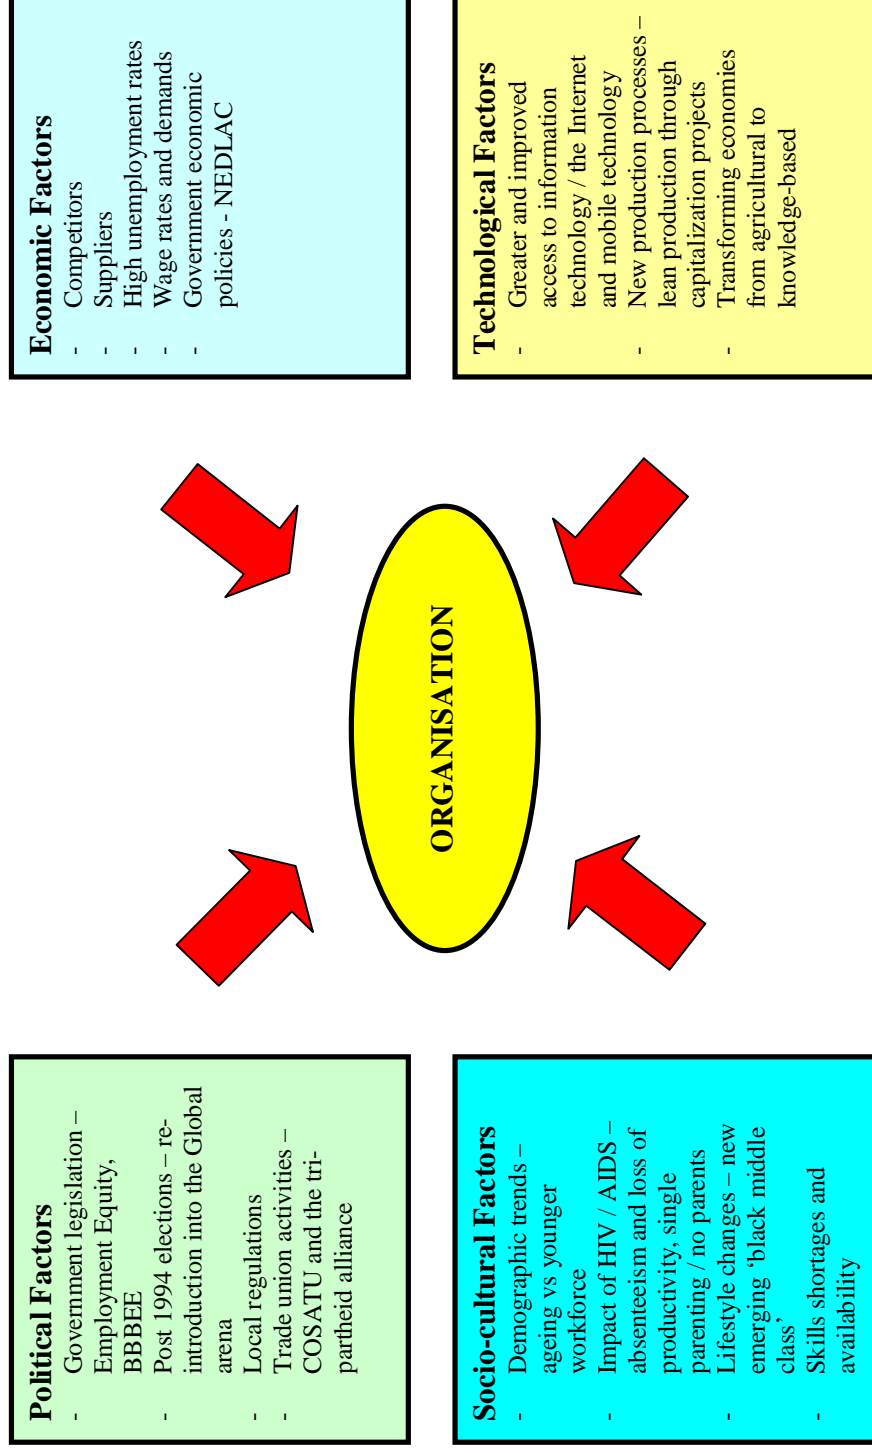 Political Factors
- Government legislation –
Employment Equity,
BBBEE
- Post 1994 elections – re-
introduction into the Global
arena
- Local regulations
- Trade union activities –
COSATU and the tri-
partheid alliance
Economic Factors
- Competitors
- Suppliers
- High unemployment rates
- Wage rates and demands
- Government economic
policies - NEDLAC
ORGANISATION
Socio-cultural Factors
- Demographic trends –
ageing vs younger
workforce
- Impact of HIV / AIDS –
absenteeism and loss of
productivity, single
parenting / no parents
- Lifestyle changes – new
emerging ‘black middle
class’
- Skills shortages and
availability
Technological Factors
- Greater and improved
access to information
technology / the Internet
and mobile technology
- New production processes –
lean production through
capitalization projects
- Transforming economies
from agricultural to
knowledge-based